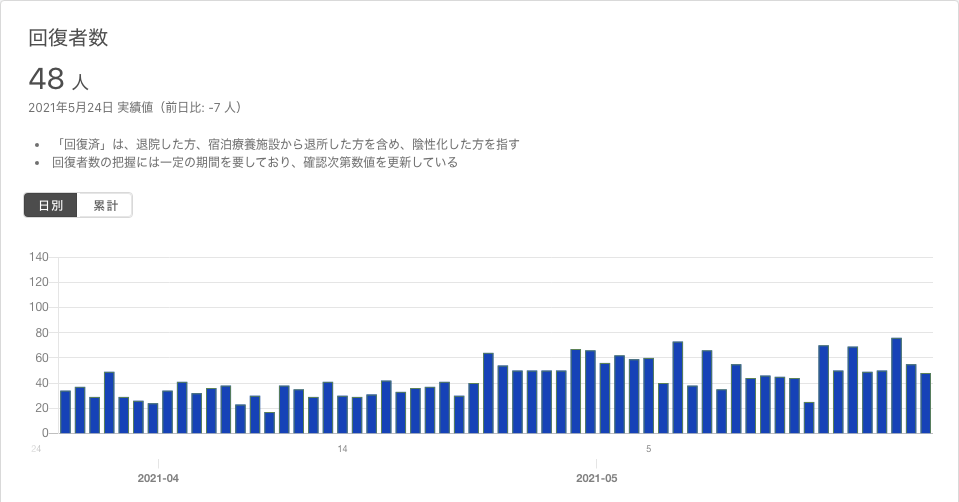 回復者数
48 人
2021年5月24日 実績値（前日比: -7 人）
「回復済」は、退院した方、宿泊療養施設から退所した方を含め、陰性化した方を指す
回復者数の把握には一定の期間を要しており、確認次第数値を更新している
日別 累計
140
120
100
80
60
40
20
0
24 14 5
2021-04 2021-05